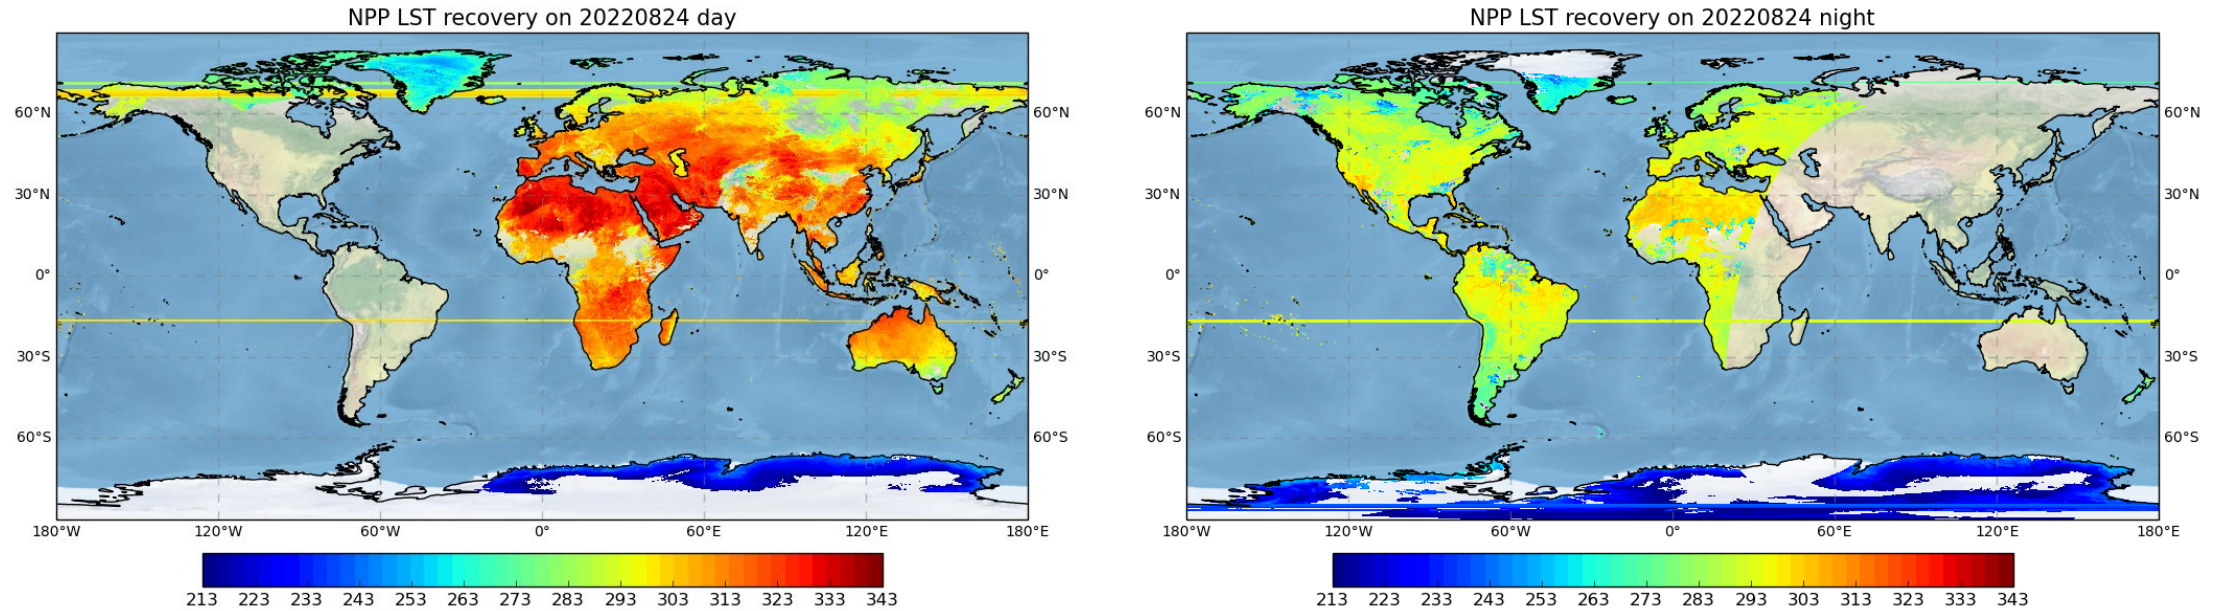 NPP LST recovery on 20220824 day
60°N
30°N
0°
30°S
60°S
60°N
30°N
0°
30°S
60°S
180°W 120°W 60°W 0° 60°E 120°E 180°E
213 223 233 243 253 263 273 283 293 303 313 323 333 343
NPP LST recovery on 20220824 night
60°N
30°N
0°
30°S
60°S
60°N
30°N
0°
30°S
60°S
180°W 120°W 60°W 0° 60°E 120°E 180°E
213 223 233 243 253 263 273 283 293 303 313 323 333 343